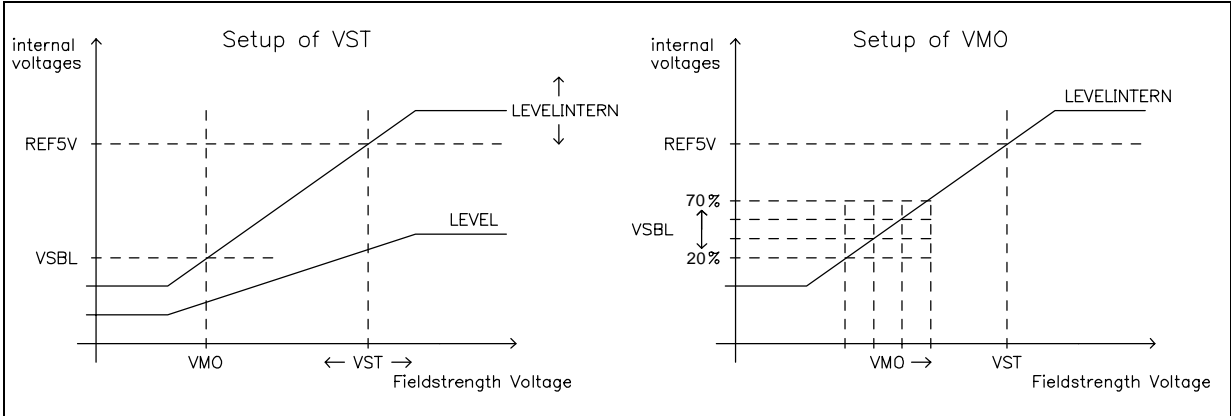 Setup of VST
internal
voltages
LEVELINTERN
REF5V
LEVEL
VSBL
VMO
← VST →
Fieldstrength Voltage
Setup of VMO
internal
voltages
LEVELINTERN
REF5V
70%
VSBL
20%
VMO →
VST
Fieldstrength Voltage